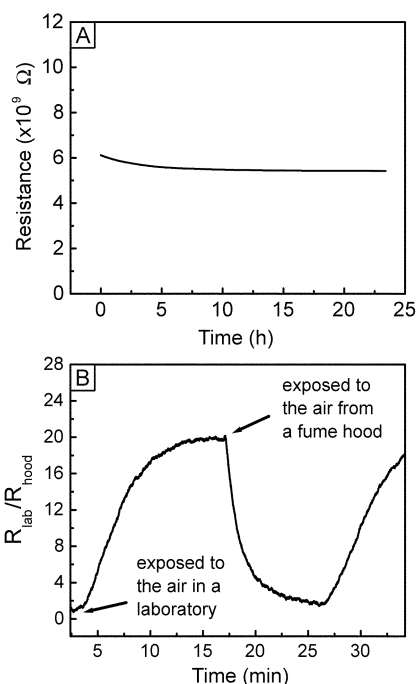 A
12
10
8
6
4
2
0
Resistance (x10⁹ Ω)
0 5 10 15 20 25
Time (h)
B
28
24
20
16
12
8
4
0
R_lab/R_hood
exposed to
the air from
a fume hood
exposed to
the air in a
laboratory
5 10 15 20 25 30
Time (min)